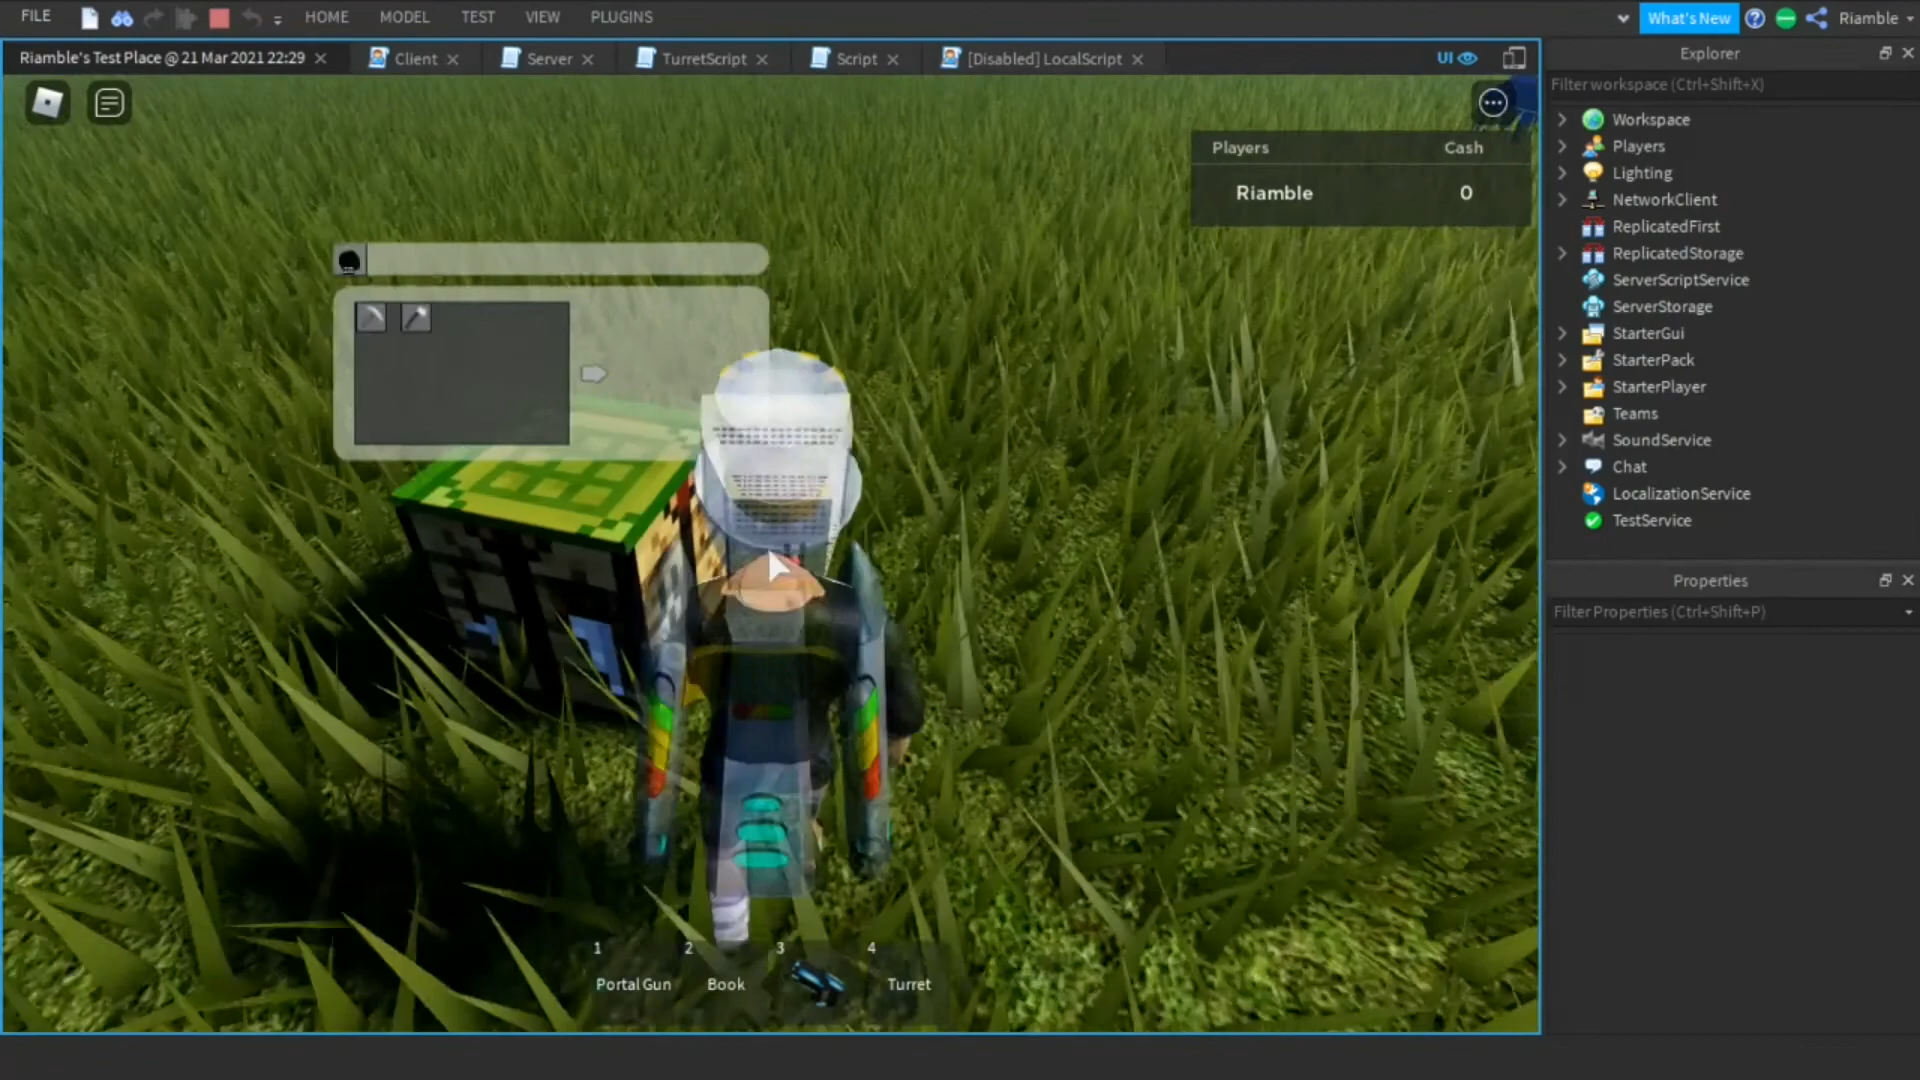 FILE HOME MODEL TEST VIEW PLUGINS What's New Riamble
Riamble's Test Place @ 21 Mar 2021 22:29 Client Server TurretScript Script [Disabled] LocalScript UI
Explorer
Filter workspace (Ctrl+Shift+X)
Workspace
Players
Lighting
NetworkClient
ReplicatedFirst
ReplicatedStorage
ServerScriptService
ServerStorage
StarterGui
StarterPack
StarterPlayer
Teams
SoundService
Chat
LocalizationService
TestService
Properties
Filter Properties (Ctrl+Shift+P)
Players Cash
Riamble 0
1 2 3 4
Portal Gun Book Turret